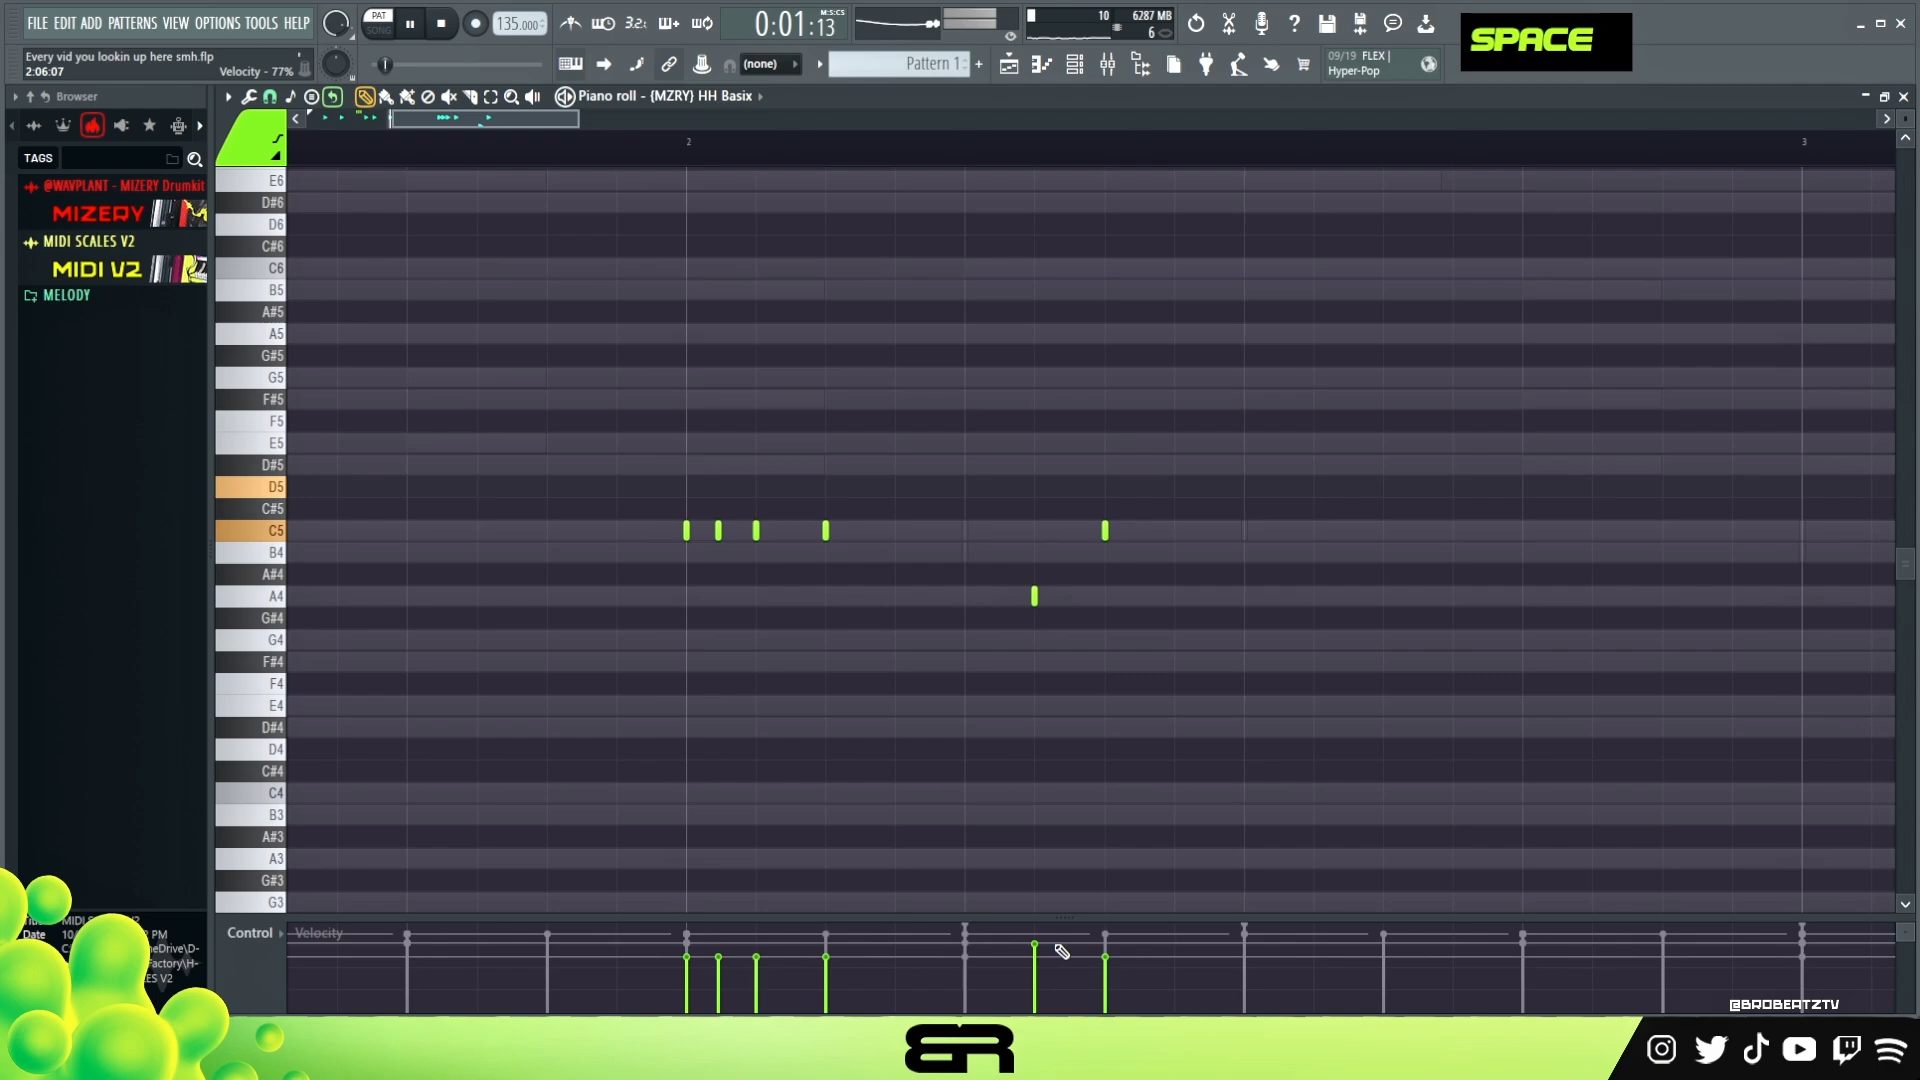 FILE EDIT ADD PATTERNS VIEW OPTIONS TOOLS HELP
PAT
SONG
135.000
3.2.
0:01:13
M:S:CS
10
6287 MB
6
SPACE
Every vid you lookin up here smh.flp
2:06:07
Velocity - 77%
(none)
Pattern 1
09/19 FLEX |
Hyper-Pop
Browser
Piano roll - {MZRY} HH Basix
TAGS
@WAVPLANT - MIZERY Drumkit
MIZERY
MIDI SCALES V2
MIDI V2
MELODY
2
3
E6
D#6
D6
C#6
C6
B5
A#5
A5
G#5
G5
F#5
F5
E5
D#5
D5
C#5
C5
B4
A#4
A4
G#4
G4
F#4
F4
E4
D#4
D4
C#4
C4
B3
A#3
A3
G#3
G3
Control
Velocity
Date
PM
@BROBEATZTV
BR